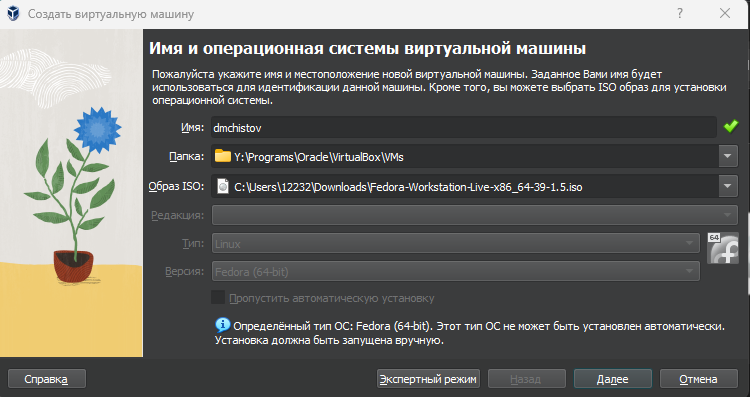 Создать виртуальную машину
Имя и операционная системы виртуальной машины
Пожалуйста укажите имя и местоположение новой виртуальной машины. Заданное Вами имя будет
использоваться для идентификации данной машины. Кроме того, вы можете выбрать ISO образ для установки
операционной системы.
Имя: dmchistov
Папка: Y:\Programs\Oracle\VirtualBox\VMs
Образ ISO: C:\Users\12232\Downloads\Fedora-Workstation-Live-x86_64-39-1.5.iso
Редакция:
Тип: Linux
64
Версия: Fedora (64-bit)
Пропустить автоматическую установку
Определённый тип ОС: Fedora (64-bit). Этот тип ОС не может быть установлен автоматически.
Установка должна быть запущена вручную.
Справка Экспертный режим Назад Далее Отмена